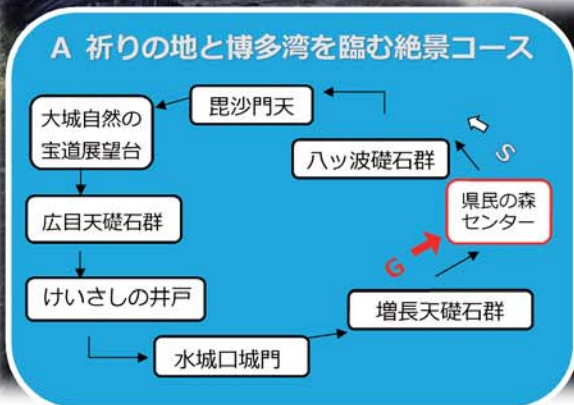 A 祈りの地と博多湾を臨む絶景コース
毘沙門天
大城自然の
宝道展望台
八ッ波礎石群
S
県民の森
センター
広目天礎石群
G
けいさしの井戸
増長天礎石群
水城口城門